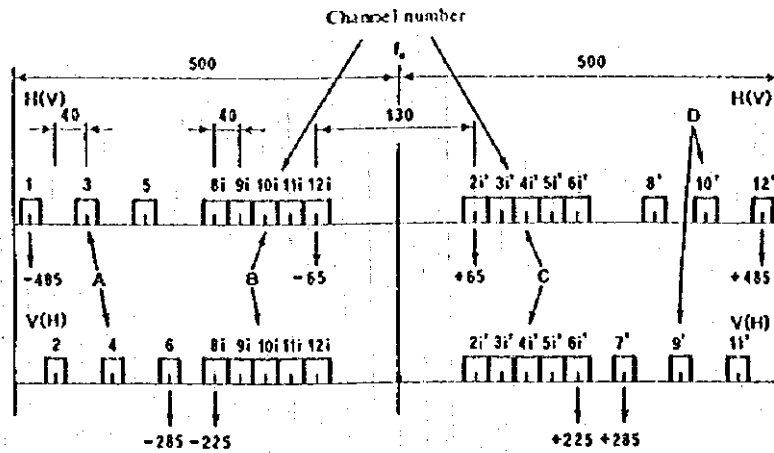 Channel number
500 f₀ 500
H(V) H(V)
40 40 130 D
1 3 5 8i 9i 10i 11i 12i 2i' 3i' 4i' 5i' 6i' 8' 10' 12'
-485 A B -65 +65 C +485
V(H) V(H)
2 4 6 8i 9i 10i 11i 12i 2i' 3i' 4i' 5i' 6i' 7' 9' 11'
-285 -225 +225 +285